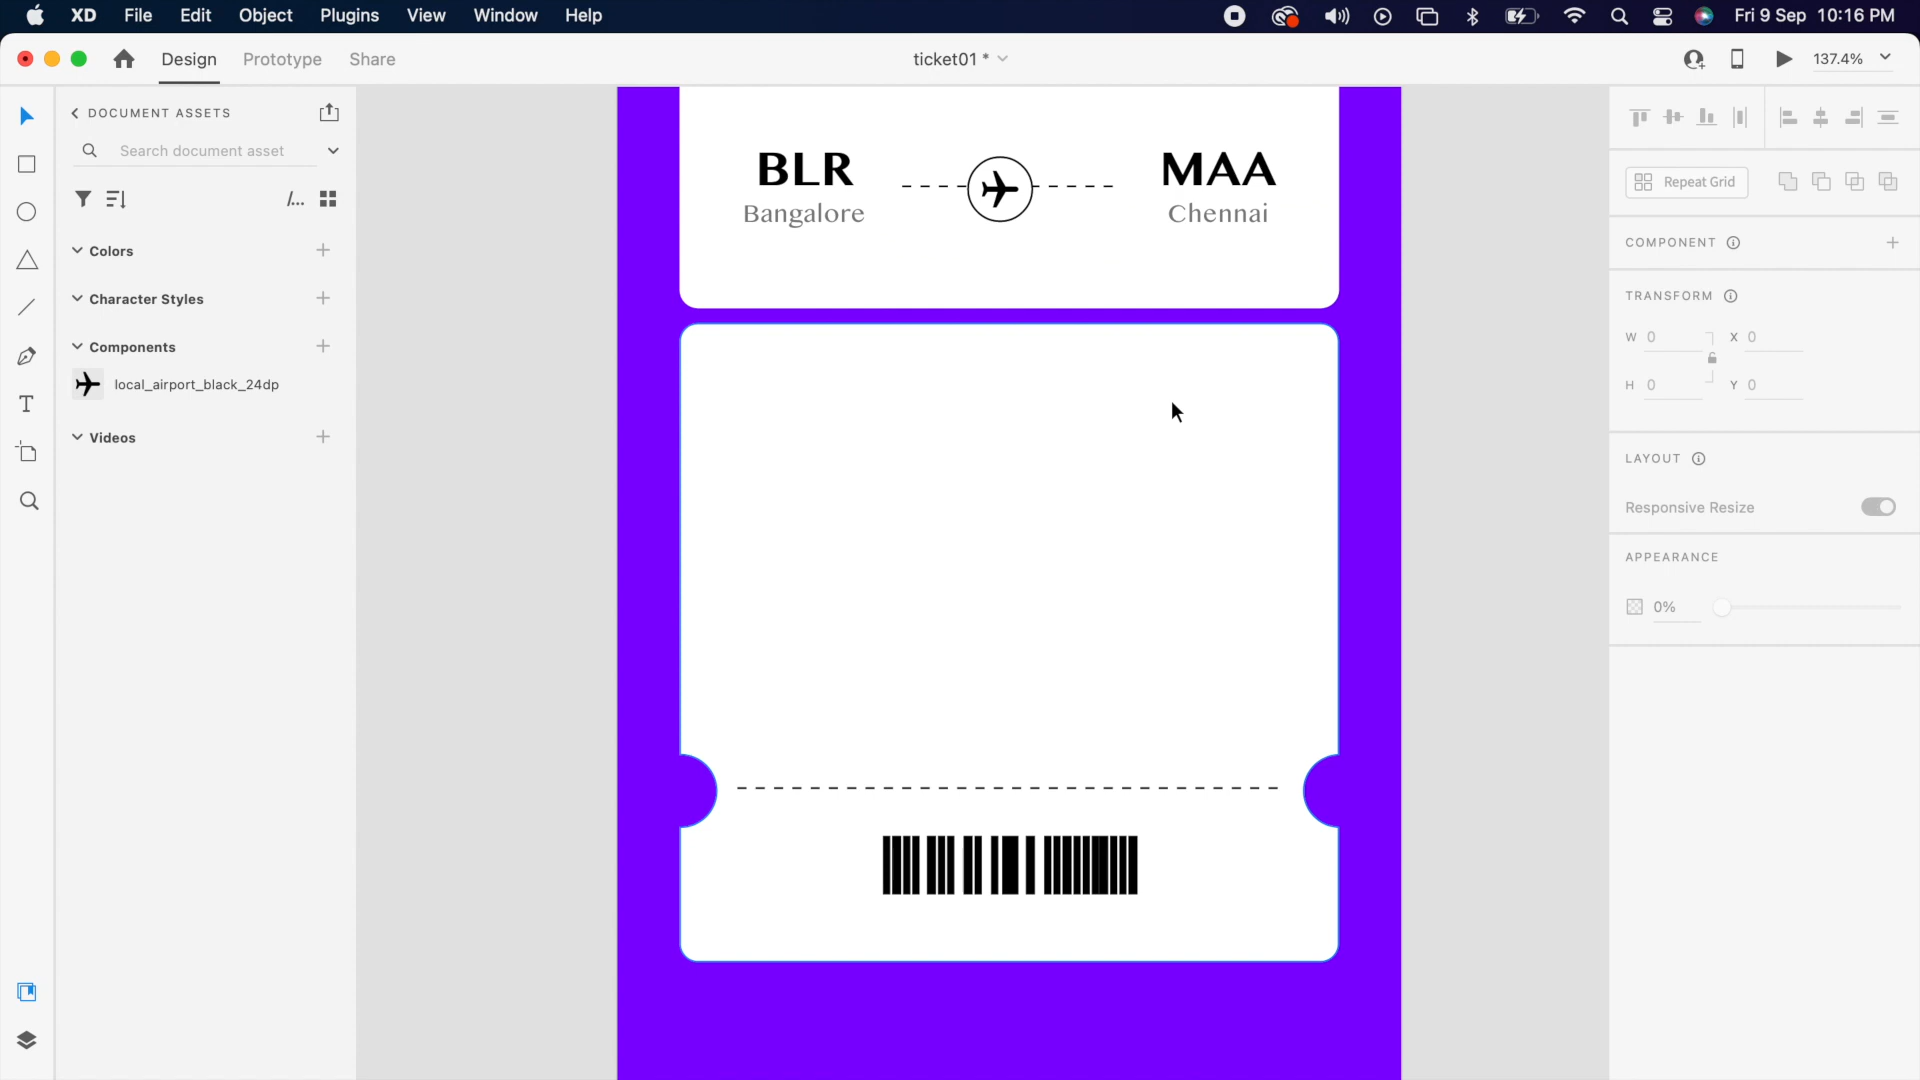 XD File Edit Object Plugins View Window Help Fri 9 Sep 10:16 PM
Design Prototype Share ticket01 * 137.4%
DOCUMENT ASSETS
Search document asset
/...
Colors
Character Styles
Components
local_airport_black_24dp
Videos
BLR MAA
Bangalore Chennai
Repeat Grid
COMPONENT
TRANSFORM
W 0 X 0
H 0 Y 0
LAYOUT
Responsive Resize
APPEARANCE
0%